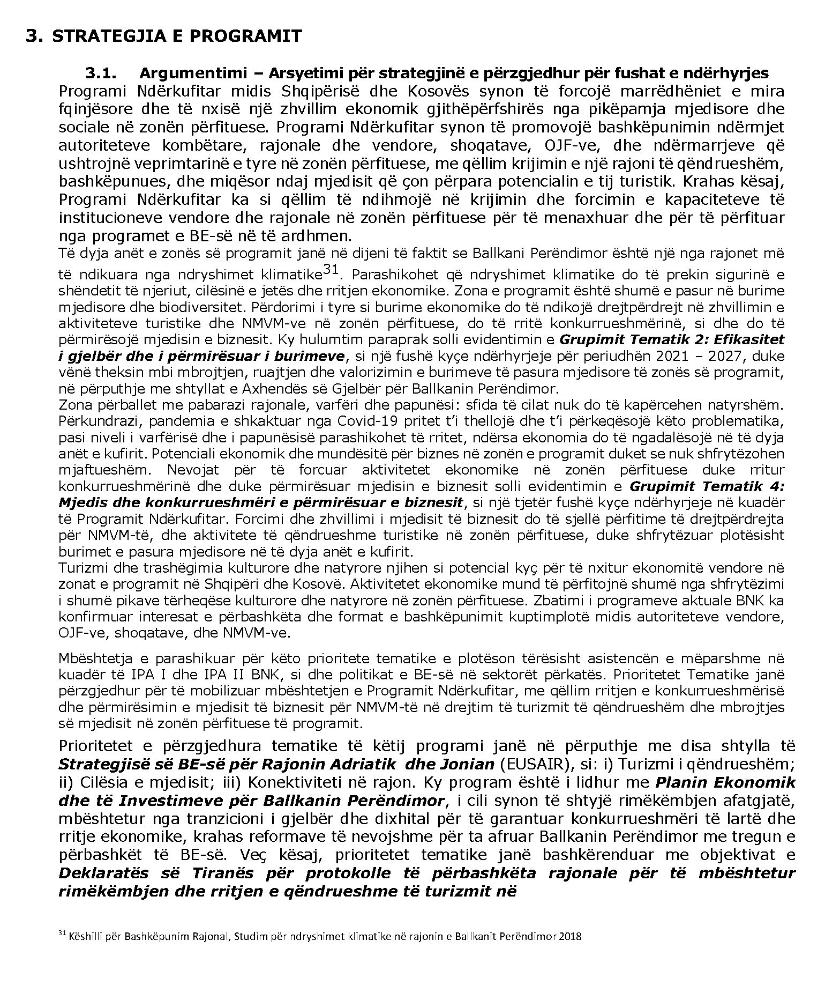 3. STRATEGJIA E PROGRAMIT
3.1. Argumentimi – Arsyetimi për strategjinë e përzgjedhur për fushat e ndërhyrjes
Programi Ndërkufitar midis Shqipërisë dhe Kosovës synon të forcojë marrëdhëniet e mira
fqinjësore dhe të nxisë një zhvillim ekonomik gjithëpërfshirës nga pikëpamja mjedisore dhe
sociale në zonën përfituese. Programi Ndërkufitar synon të promovojë bashkëpunimin ndërmjet
autoriteteve kombëtare, rajonale dhe vendore, shoqatave, OJF-ve, dhe ndërmarrjeve që
ushtrojnë veprimtarinë e tyre në zonën përfituese, me qëllim krijimin e një rajoni të qëndrueshëm,
bashkëpunues, dhe miqësor ndaj mjedisit që çon përpara potencialin e tij turistik. Krahas kësaj,
Programi Ndërkufitar ka si qëllim të ndihmojë në krijimin dhe forcimin e kapaciteteve të
institucioneve vendore dhe rajonale në zonën përfituese për të menaxhuar dhe për të përfituar
nga programet e BE-së në të ardhmen.
Të dyja anët e zonës së programit janë në dijeni të faktit se Ballkani Perëndimor është një nga rajonet më
të ndikuara nga ndryshimet klimatike31. Parashikohet që ndryshimet klimatike do të prekin sigurinë e
shëndetit të njeriut, cilësinë e jetës dhe rritjen ekonomike. Zona e programit është shumë e pasur në burime
mjedisore dhe biodiversitet. Përdorimi i tyre si burime ekonomike do të ndikojë drejtpërdrejt në zhvillimin e
aktiviteteve turistike dhe NMVM-ve në zonën përfituese, do të rritë konkurrueshmërinë, si dhe do të
përmirësojë mjedisin e biznesit. Ky hulumtim paraprak solli evidentimin e Grupimit Tematik 2: Efikasitet
i gjelbër dhe i përmirësuar i burimeve, si një fushë kyçe ndërhyrjeje për periudhën 2021 – 2027, duke
vënë theksin mbi mbrojtjen, ruajtjen dhe valorizimin e burimeve të pasura mjedisore të zonës së programit,
në përputhje me shtyllat e Axhendës së Gjelbër për Ballkanin Perëndimor.
Zona përballet me pabarazi rajonale, varfëri dhe papunësi: sfida të cilat nuk do të kapërcehen natyrshëm.
Përkundrazi, pandemia e shkaktuar nga Covid-19 pritet t’i thellojë dhe t’i përkeqësojë këto problematika,
pasi niveli i varfërisë dhe i papunësisë parashikohet të rritet, ndërsa ekonomia do të ngadalësojë në të dyja
anët e kufirit. Potenciali ekonomik dhe mundësitë për biznes në zonën e programit duket se nuk shfrytëzohen
mjaftueshëm. Nevojat për të forcuar aktivitetet ekonomike në zonën përfituese duke rritur
konkurrueshmërinë dhe duke përmirësuar mjedisin e biznesit solli evidentimin e Grupimit Tematik 4:
Mjedis dhe konkurrueshmëri e përmirësuar e biznesit, si një tjetër fushë kyçe ndërhyrjeje në kuadër
të Programit Ndërkufitar. Forcimi dhe zhvillimi i mjedisit të biznesit do të sjellë përfitime të drejtpërdrejta
për NMVM-të, dhe aktivitete të qëndrueshme turistike në zonën përfituese, duke shfrytëzuar plotësisht
burimet e pasura mjedisore në të dyja anët e kufirit.
Turizmi dhe trashëgimia kulturore dhe natyrore njihen si potencial kyç për të nxitur ekonomitë vendore në
zonat e programit në Shqipëri dhe Kosovë. Aktivitetet ekonomike mund të përfitojnë shumë nga shfrytëzimi
i shumë pikave tërheqëse kulturore dhe natyrore në zonën përfituese. Zbatimi i programeve aktuale BNK ka
konfirmuar interesat e përbashkëta dhe format e bashkëpunimit kuptimplotë midis autoriteteve vendore,
OJF-ve, shoqatave, dhe NMVM-ve.
Mbështetja e parashikuar për këto prioritete tematike e plotëson tërësisht asistencën e mëparshme në
kuadër të IPA I dhe IPA II BNK, si dhe politikat e BE-së në sektorët përkatës. Prioritetet Tematike janë
përzgjedhur për të mobilizuar mbështetjen e Programit Ndërkufitar, me qëllim rritjen e konkurrueshmërisë
dhe përmirësimin e mjedisit të biznesit për NMVM-të në drejtim të turizmit të qëndrueshëm dhe mbrojtjes
së mjedisit në zonën përfituese të programit.
Prioritetet e përzgjedhura tematike të këtij programi janë në përputhje me disa shtylla të
Strategjisë së BE-së për Rajonin Adriatik dhe Jonian (EUSAIR), si: i) Turizmi i qëndrueshëm;
ii) Cilësia e mjedisit; iii) Konektiviteti në rajon. Ky program është i lidhur me Planin Ekonomik
dhe të Investimeve për Ballkanin Perëndimor, i cili synon të shtyjë rimëkëmbjen afatgjatë,
mbështetur nga tranzicioni i gjelbër dhe dixhital për të garantuar konkurrueshmëri të lartë dhe
rritje ekonomike, krahas reformave të nevojshme për ta afruar Ballkanin Perëndimor me tregun e
përbashkët të BE-së. Veç kësaj, prioritetet tematike janë bashkërenduar me objektivat e
Deklaratës së Tiranës për protokolle të përbashkëta rajonale për të mbështetur
rimëkëmbjen dhe rritjen e qëndrueshme të turizmit në
31 Këshilli për Bashkëpunim Rajonal, Studim për ndryshimet klimatike në rajonin e Ballkanit Perëndimor 2018